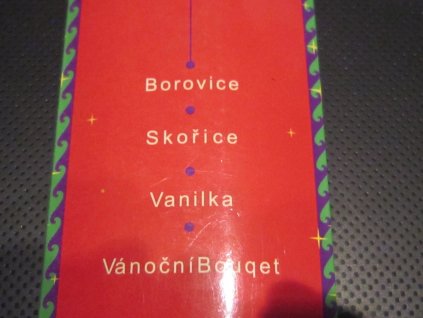 Borovice
Skořice
Vanilka
VánočníBouqet